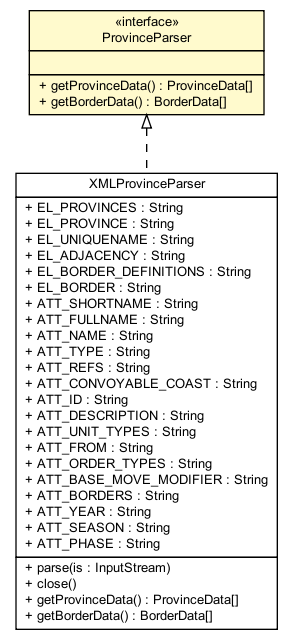 «interface»
ProvinceParser
+ getProvinceData() : ProvinceData[]
+ getBorderData() : BorderData[]
XMLProvinceParser
+ EL_PROVINCES : String
+ EL_PROVINCE : String
+ EL_UNIQUENAME : String
+ EL_ADJACENCY : String
+ EL_BORDER_DEFINITIONS : String
+ EL_BORDER : String
+ ATT_SHORTNAME : String
+ ATT_FULLNAME : String
+ ATT_NAME : String
+ ATT_TYPE : String
+ ATT_REFS : String
+ ATT_CONVOYABLE_COAST : String
+ ATT_ID : String
+ ATT_DESCRIPTION : String
+ ATT_UNIT_TYPES : String
+ ATT_FROM : String
+ ATT_ORDER_TYPES : String
+ ATT_BASE_MOVE_MODIFIER : String
+ ATT_BORDERS : String
+ ATT_YEAR : String
+ ATT_SEASON : String
+ ATT_PHASE : String
+ parse(is : InputStream)
+ close()
+ getProvinceData() : ProvinceData[]
+ getBorderData() : BorderData[]